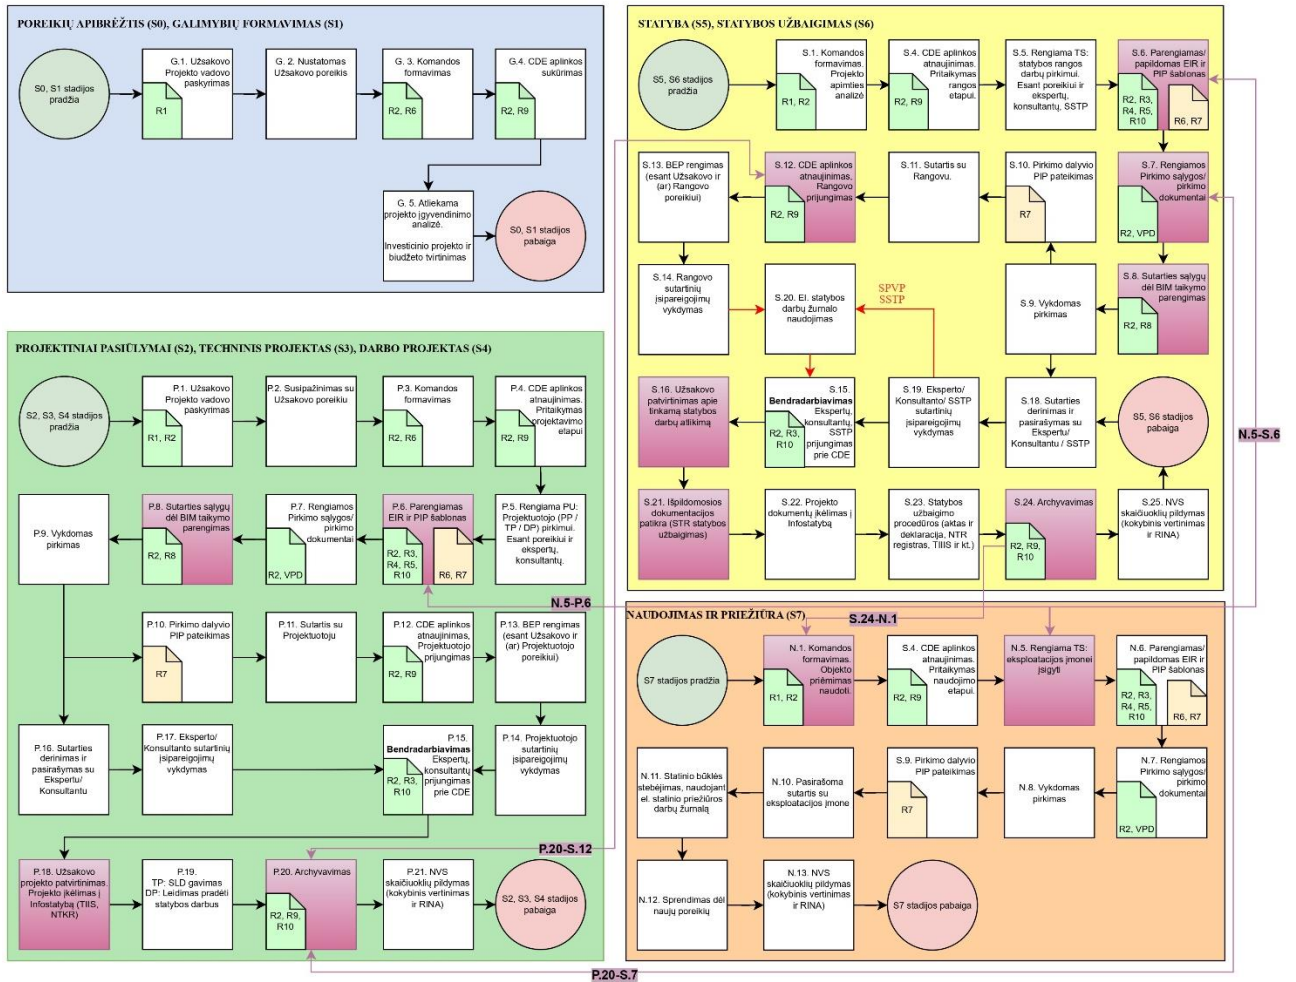 POREIKIŲ APIBRĖŽTIS (S0), GALIMYBIŲ FORMAVIMAS (S1)
S0, S1 stadijos
pradžia
G.1. Užsakovo
Projekto vadovo
paskyrimas
R1
G. 2. Nustatomas
Užsakovo poreikis
G. 3. Komandos
formavimas
R2, R6
G.4. CDE aplinkos
sukūrimas
R2, R9
G. 5. Atliekama
projekto įgyvendinimo
analizė.
Investicinio projekto ir
biudžeto tvirtinimas
S0, S1 stadijos
pabaiga
PROJEKTINIAI PASIŪLYMAI (S2), TECHNINIS PROJEKTAS (S3), DARBO PROJEKTAS (S4)
S2, S3, S4 stadijos
pradžia
P.1. Užsakovo
Projekto vadovo
paskyrimas
R1, R2
P.2. Susipažinimas su
Užsakovo poreikiu
P.3. Komandos
formavimas
R2, R6
P.4. CDE aplinkos
atnaujinimas.
Pritaikymas
projektavimo
etapui
R2, R9
P.9. Vykdomas
pirkimas
P.8. Sutarties sąlygų
dėl BIM taikymo
parengimas
R2, R8
P.7. Rengiamos
Pirkimo sąlygos/
pirkimo
dokumentai
R2, VPD
P.6. Parengiamas
EIR ir PIP šablonas
R2, R3,
R4, R5,
R10
R6, R7
P.5. Rengiama PU:
Projektuotojo (PP /
TP / DP) pirkimui.
Esant poreikiui ir
ekspertų,
konsultantų.
N.5-P.6
P.10. Pirkimo dalyvio
PIP pateikimas
R7
P.11. Sutartis su
Projektuotoju
P.12. CDE aplinkos
atnaujinimas,
Projektuotojo
prijungimas
R2, R9
P.13. BEP rengimas
(esant Užsakovo ir
(ar) Projektuotojo
poreikiui)
P.16. Sutarties
derinimas ir
pasirašymas su
Ekspertu/
Konsultantu
P.17. Eksperto/
Konsultanto sutartinių
įsipareigojimų
vykdymas
P.15.
Bendradarbiavimas
Ekspertų,
konsultantų
prijungimas
prie CDE
R2, R3,
R10
P.14. Projektuotojo
sutartinių
įsipareigojimų
vykdymas
P.20-S.12
P.18. Užsakovo
projekto patvirtinimas.
Projekto įkėlimas į
Infostatybą (TIIS,
NTKR)
P.19.
TP: SLD gavimas
DP: Leidimas pradėti
statybos darbus
P.20. Archyvavimas
R2, R9,
R10
P.21. NVS
skaičiuoklių pildymas
(kokybinis vertinimas
ir RINA)
S2, S3, S4 stadijos
pabaiga
P.20-S.7
STATYBA (S5), STATYBOS UŽBAIGIMAS (S6)
S5, S6 stadijos
pradžia
S.1. Komandos
formavimas.
Projekto
apimties
analizė
R1, R2
S.4. CDE aplinkos
atnaujinimas.
Pritaikymas
rangos
etapui.
R2, R9
S.5. Rengiama TS:
statybos rangos
darbų pirkimui.
Esant poreikiui ir
ekspertų,
konsultantų, SSTP
S.6. Parengiamas/
papildomas EIR ir
PIP šablonas
R2, R3,
R4, R5,
R10
R6, R7
S.13. BEP rengimas
(esant Užsakovo ir
(ar) Rangovo
poreikiui)
S.12. CDE aplinkos
atnaujinimas,
Rangovo
prijungimas
R2, R9
S.11. Sutartis su
Rangovu.
S.10. Pirkimo dalyvio
PIP pateikimas
R7
S.7. Rengiamos
Pirkimo sąlygos/
pirkimo
dokumentai
R2, VPD
S.14. Rangovo
sutartinių
įsipareigojimų
vykdymas
S.20. El. statybos
darbų žurnalo
naudojimas
SPVP
SSTP
S.9. Vykdomas
pirkimas
S.8. Sutarties sąlygų
dėl BIM taikymo
parengimas
R2, R8
S.16. Užsakovo
patvirtinimas apie
tinkamą statybos
darbų atlikimą
S.15.
Bendradarbiavimas
Ekspertų,
konsultantų,
SSTP
prijungimas
prie CDE
R2, R3,
R10
S.19. Eksperto/
Konsultanto/ SSTP
sutartinių
įsipareigojimų
vykdymas
S.18. Sutarties
derinimas ir
pasirašymas su
Ekspertu/
Konsultantu / SSTP
S5, S6 stadijos
pabaiga
N.5-S.6
S.21. Išpildomosios
dokumentacijos
patikra (STR statybos
užbaigimas)
S.22. Projekto
dokumentų įkėlimas į
Infostatybą
S.23. Statybos
užbaigimo
procedūros (aktas ir
deklaracija, NTR
registras, TIIIS ir kt.)
S.24. Archyvavimas
R2, R9,
R10
S.25. NVS
skaičiuoklių pildymas
(kokybinis vertinimas
ir RINA)
NAUDOJIMAS IR PRIEŽIŪRA (S7)
S.24-N.1
S7 stadijos pradžia
N.1. Komandos
formavimas.
Objekto
priėmimas
naudoti.
R1, R2
S.4. CDE aplinkos
atnaujinimas.
Pritaikymas
naudojimo
etapui.
R2, R9
N.5. Rengiama TS:
eksploatacijos įmonei
įsigyti
N.6. Parengiamas/
papildomas EIR ir
PIP šablonas
R2, R3,
R4, R5,
R10
R6, R7
N.11. Statinio būklės
stebėjimas, naudojant
el. statinio priežiūros
darbų žurnalą
N.10. Pasirašoma
sutartis su
eksploatacijos įmone
S.9. Pirkimo dalyvio
PIP pateikimas
R7
N.8. Vykdomas
pirkimas
N.7. Rengiamos
Pirkimo sąlygos/
pirkimo
dokumentai
R2, VPD
N.12. Sprendimas dėl
naujų poreikių
N.13. NVS
skaičiuoklių pildymas
(kokybinis vertinimas
ir RINA)
S7 stadijos pabaiga